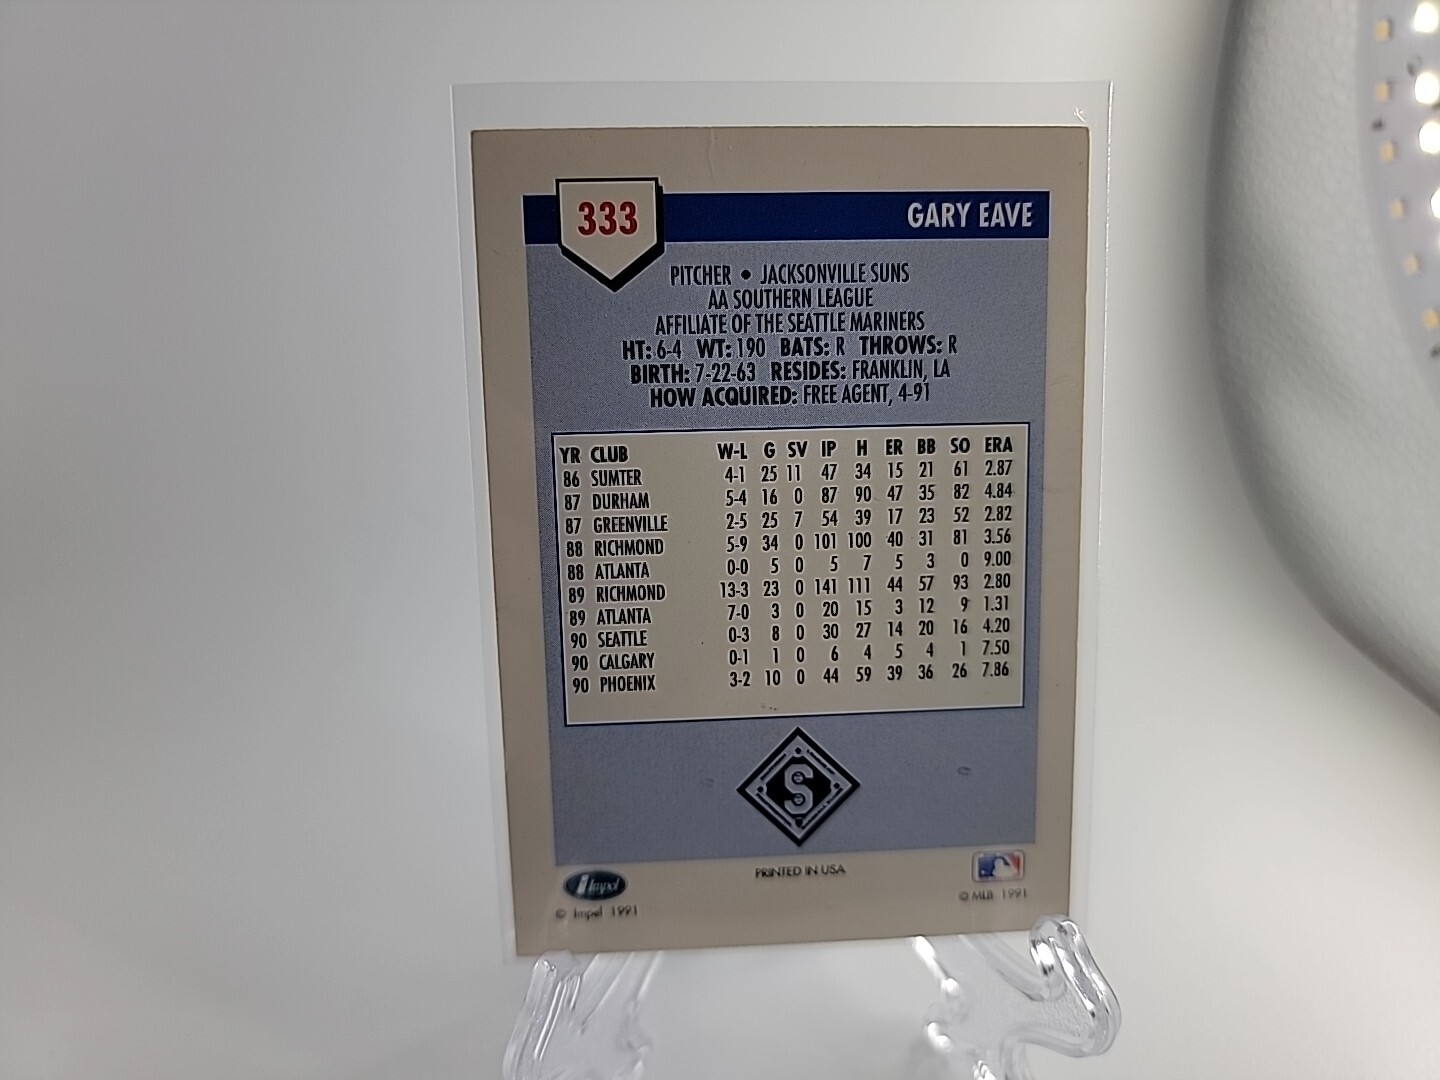 333
GARY EAVE
PITCHER • JACKSONVILLE SUNS
AA SOUTHERN LEAGUE
AFFILIATE OF THE SEATTLE MARINERS
HT: 6-4 WT: 190 BATS: R THROWS: R
BIRTH: 7-22-63 RESIDES: FRANKLIN, LA
HOW ACQUIRED: FREE AGENT, 4-91
YR CLUB W-L G SV IP H ER BB SO ERA
86 SUMTER 4-1 25 11 47 34 15 21 61 2.87
87 DURHAM 5-4 16 0 87 90 47 35 82 4.84
87 GREENVILLE 2-5 25 7 54 39 17 23 52 2.82
88 RICHMOND 5-9 34 0 101 100 40 31 81 3.56
88 ATLANTA 0-0 5 0 5 7 5 3 0 9.00
89 RICHMOND 13-3 23 0 141 111 44 57 93 2.80
89 ATLANTA 7-0 3 0 20 15 3 12 9 1.31
90 SEATTLE 0-3 8 0 30 27 14 20 16 4.20
90 CALGARY 0-1 1 0 6 4 5 4 1 7.50
90 PHOENIX 3-2 10 0 44 59 39 36 26 7.86
S
Impel
PRINTED IN USA
© Impel 1991
© MLB 1991